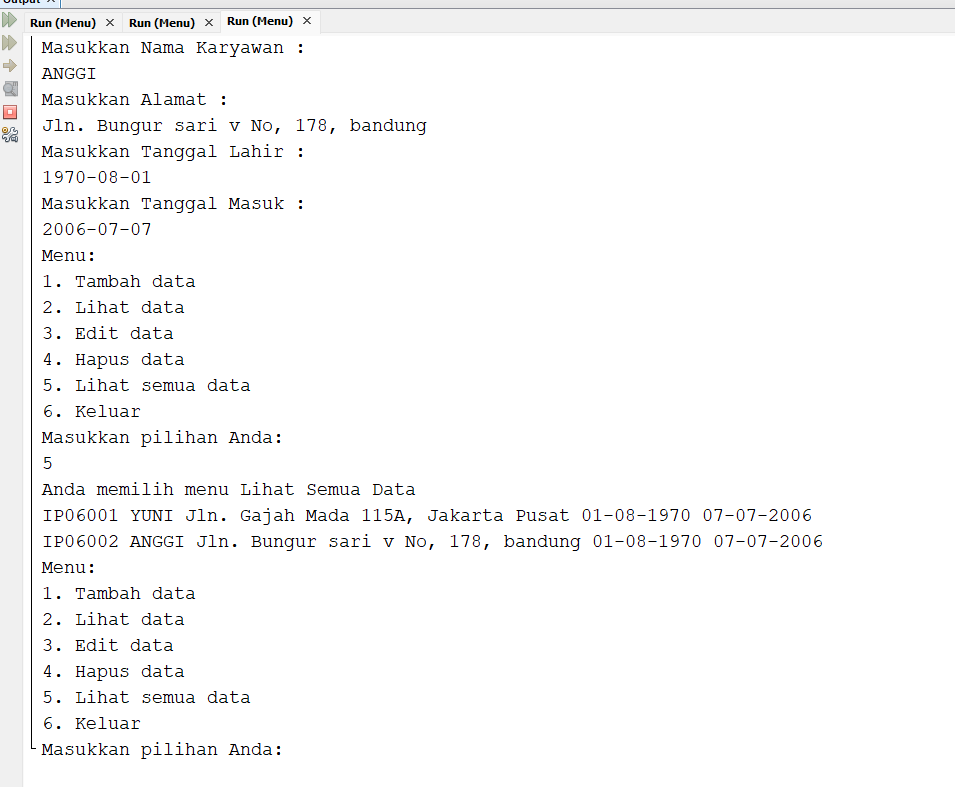 Output
Run (Menu) Run (Menu) Run (Menu)
Masukkan Nama Karyawan :
ANGGI
Masukkan Alamat :
Jln. Bungur sari v No, 178, bandung
Masukkan Tanggal Lahir :
1970-08-01
Masukkan Tanggal Masuk :
2006-07-07
Menu:
1. Tambah data
2. Lihat data
3. Edit data
4. Hapus data
5. Lihat semua data
6. Keluar
Masukkan pilihan Anda:
5
Anda memilih menu Lihat Semua Data
IP06001 YUNI Jln. Gajah Mada 115A, Jakarta Pusat 01-08-1970 07-07-2006
IP06002 ANGGI Jln. Bungur sari v No, 178, bandung 01-08-1970 07-07-2006
Menu:
1. Tambah data
2. Lihat data
3. Edit data
4. Hapus data
5. Lihat semua data
6. Keluar
Masukkan pilihan Anda: